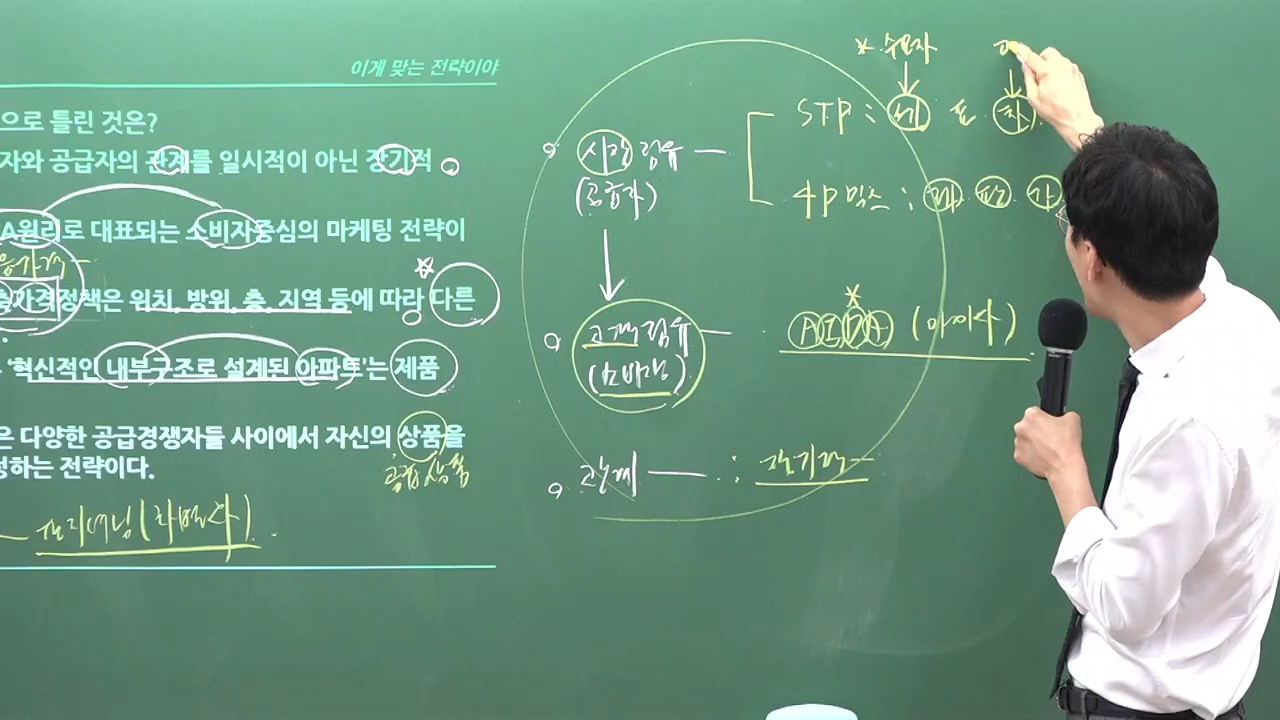 이게 맞는 전략이야
으로 틀린 것은?
자와 공급자의 관계를 일시적이 아닌 장기적
A원리로 대표되는 소비자중심의 마케팅 전략이
가격정책은 위치, 방위, 층, 지역 등에 따라 다른
'혁신적인 내부구조로 설계된 아파트'는 제품
은 다양한 공급경쟁자들 사이에서 자신의 상품을
정하는 전략이다.
포지셔닝(차별화)
* 수요자
STP : 세 표 차
시장점유 —
(공급자)
4P 믹스 : 제 판 가
*
고객점유 — AIDA (아이다)
(소비자)
관계 — : 장기적 —